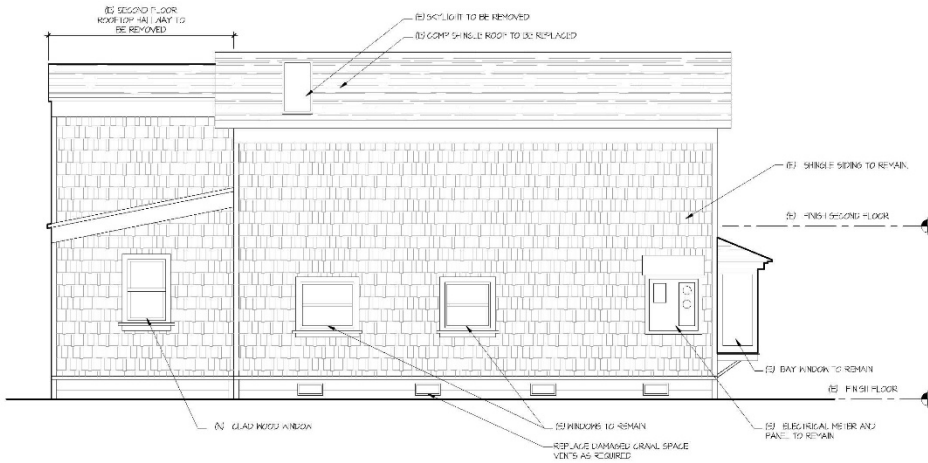 (E) SECOND FLOOR
ROOFTOP HALLWAY TO
BE REMOVED
(E) SKYLIGHT TO BE REMOVED
(E) COMP SHINGLE ROOF TO BE REPLACED
(E) SHINGLE SIDING TO REMAIN
(E) FINISH SECOND FLOOR
(E) BAY WINDOW TO REMAIN
(E) FINISH FLOOR
(N) CLAD WOOD WINDOW
(E) WINDOWS TO REMAIN
(E) ELECTRICAL METER AND
PANEL TO REMAIN
REPLACE DAMAGED CRAWL SPACE
VENTS AS REQUIRED